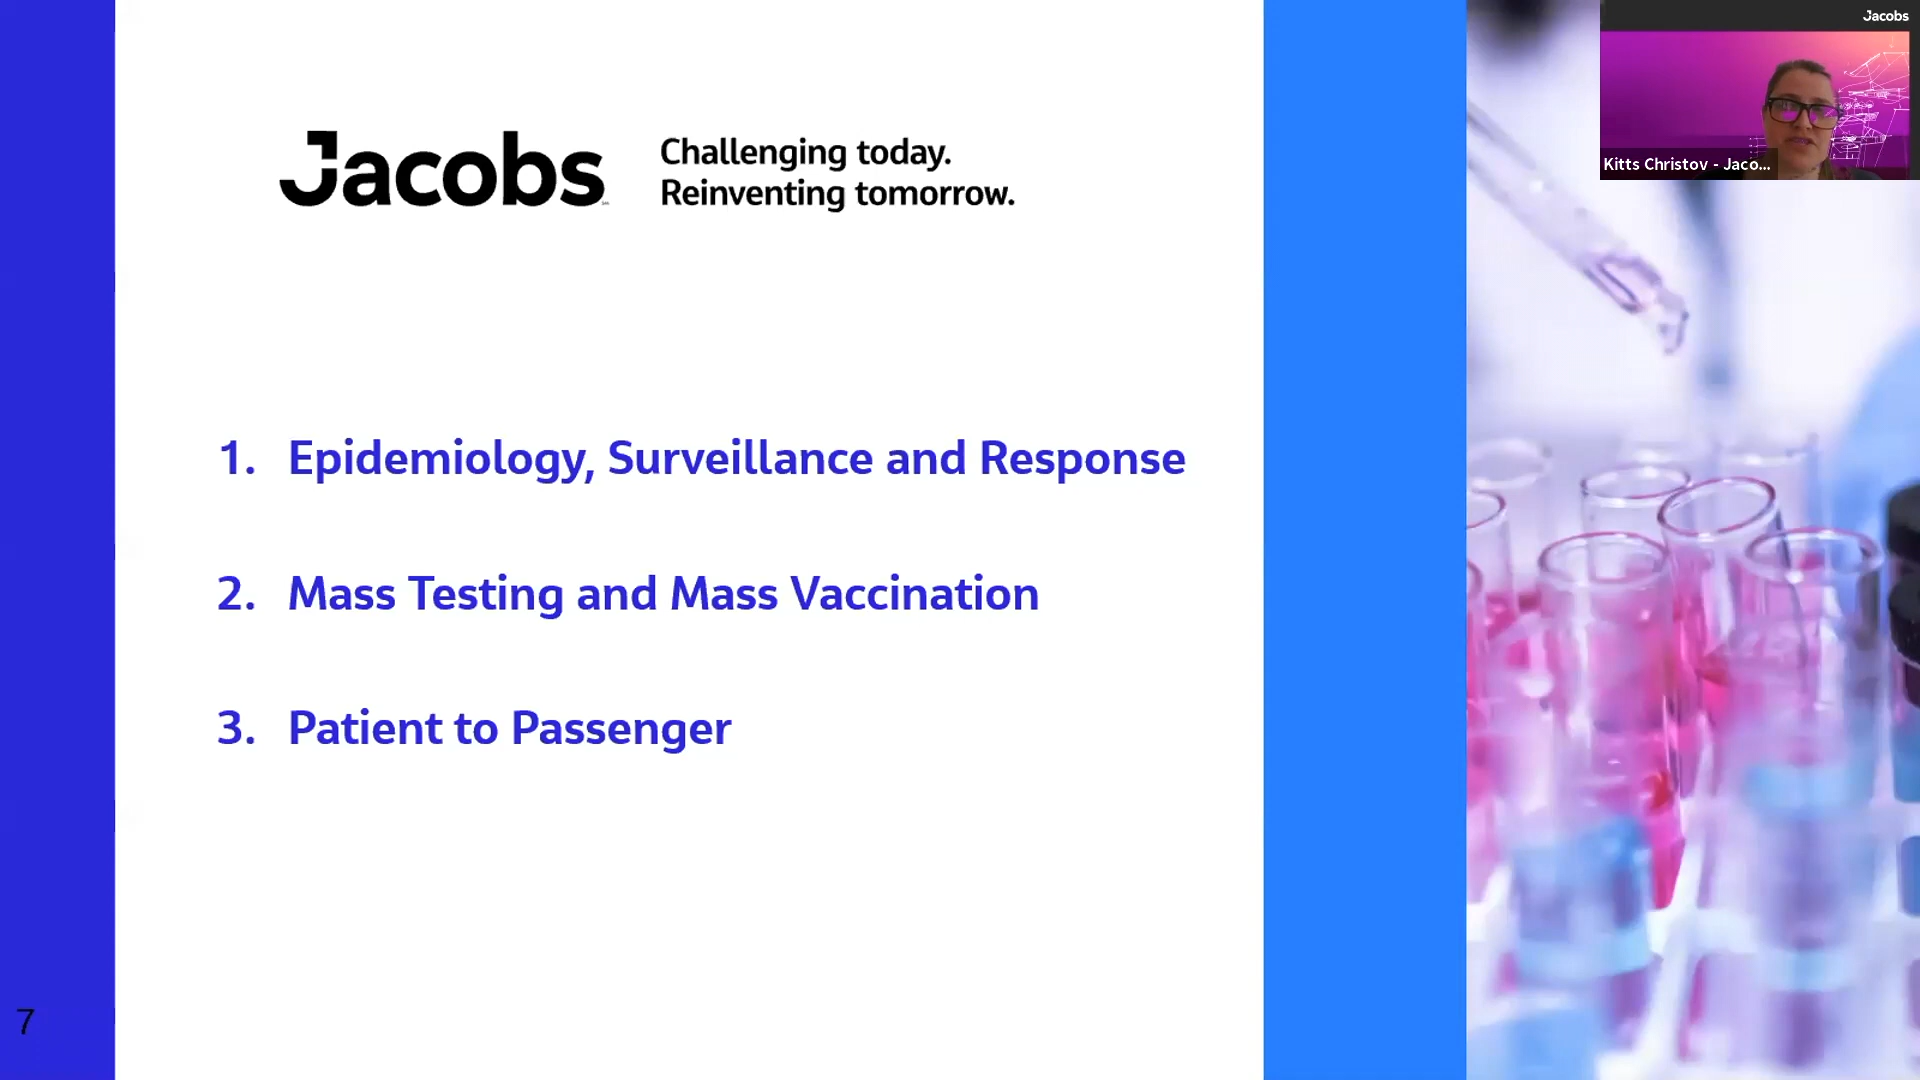 Jacobs
Challenging today.
Reinventing tomorrow.
1. Epidemiology, Surveillance and Response
2. Mass Testing and Mass Vaccination
3. Patient to Passenger
7
Jacobs
Kitts Christov - Jaco...